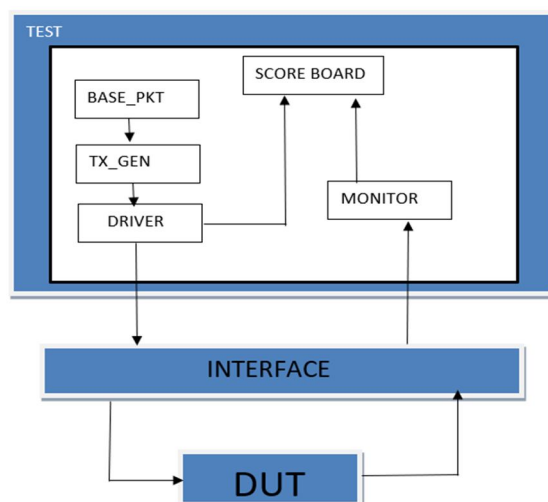 TEST
SCORE BOARD
BASE_PKT
TX_GEN
MONITOR
DRIVER
INTERFACE
DUT